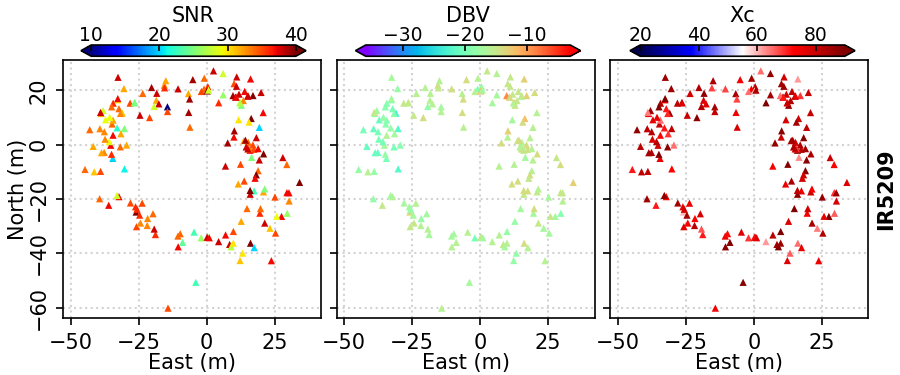 SNR
DBV
Xc
10 20 30 40
−30 −20 −10
20 40 60 80
20
0
−20
−40
−60
North (m)
IR5209
−50 −25 0 25
−50 −25 0 25
−50 −25 0 25
East (m)
East (m)
East (m)